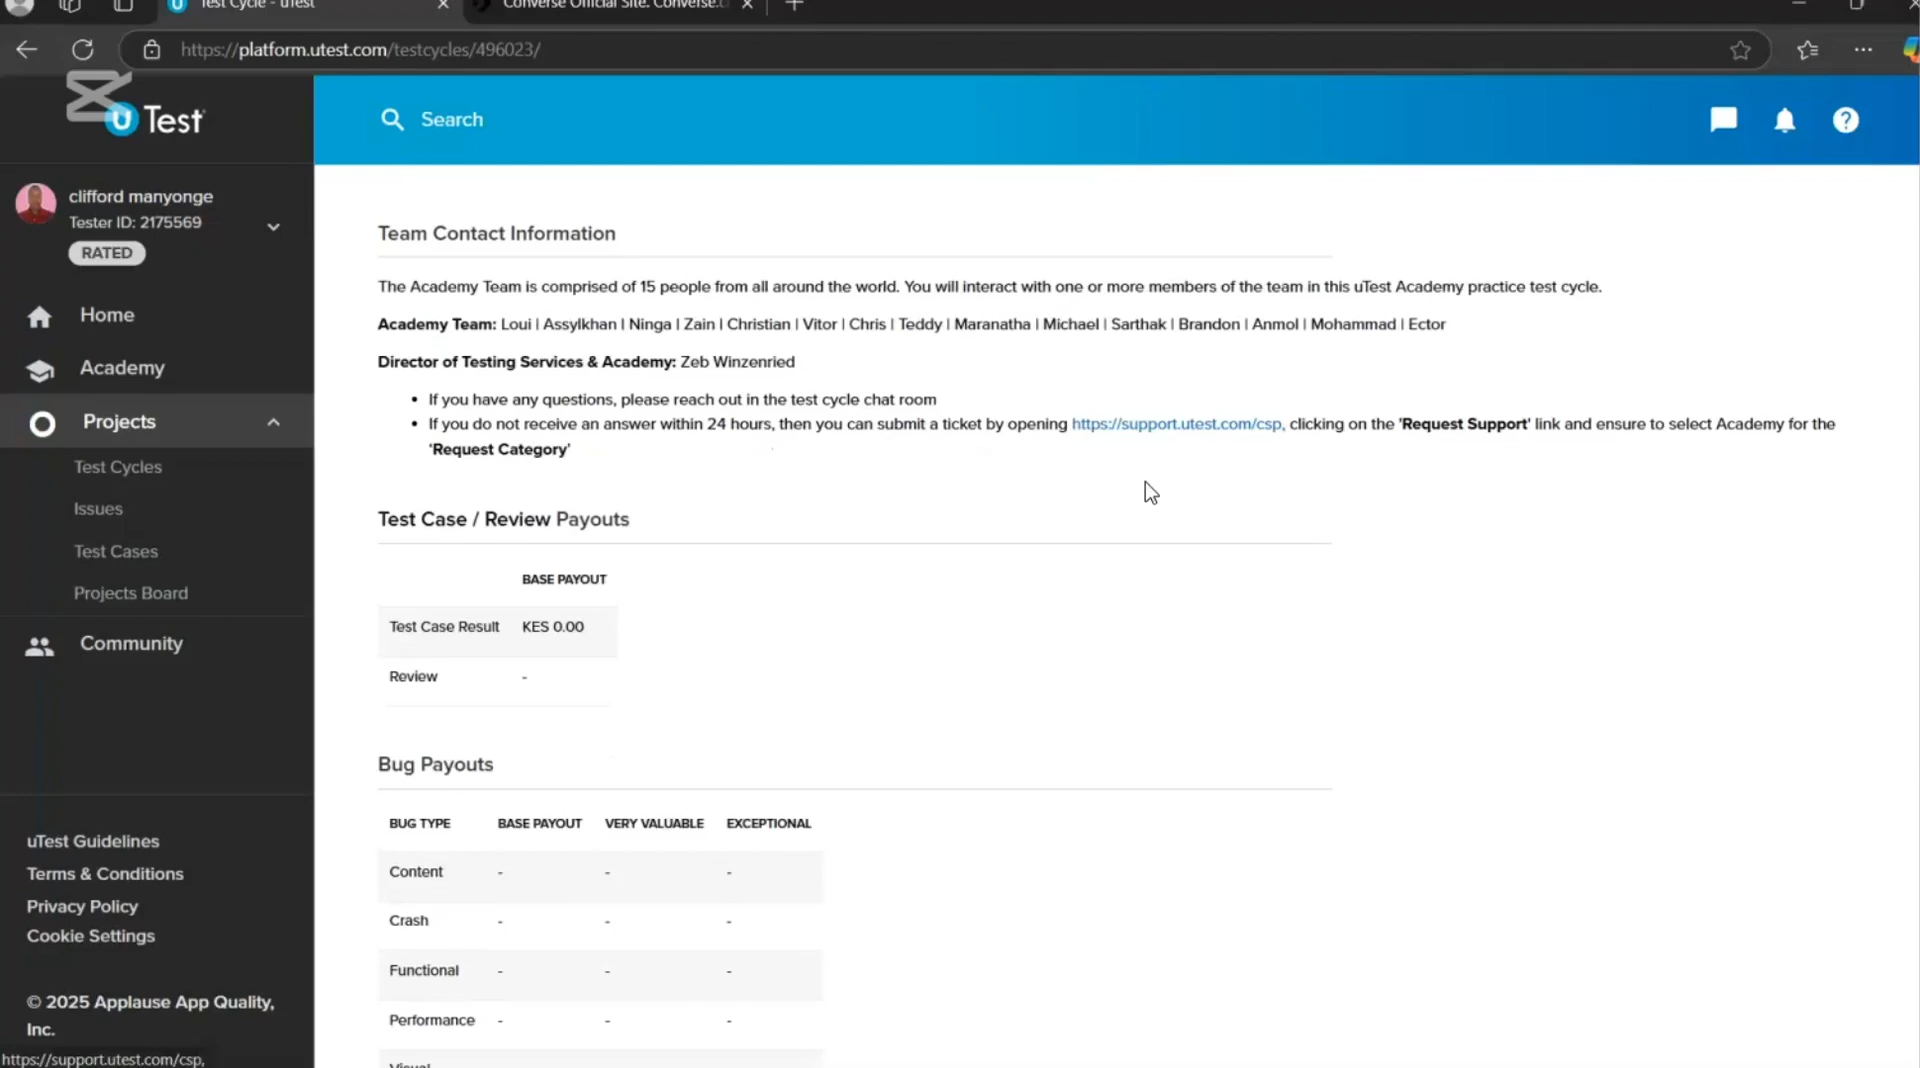 Test Cycle - uTest
Converse Official Site. Converse.c
https://platform.utest.com/testcycles/496023/
uTest
Search
clifford manyonge
Tester ID: 2175569
RATED
Home
Academy
Projects
Test Cycles
Issues
Test Cases
Projects Board
Community
uTest Guidelines
Terms & Conditions
Privacy Policy
Cookie Settings
© 2025 Applause App Quality,
Inc.
https://support.utest.com/csp,
Team Contact Information
The Academy Team is comprised of 15 people from all around the world. You will interact with one or more members of the team in this uTest Academy practice test cycle.
Academy Team: Loui | Assylkhan | Ninga | Zain | Christian | Vitor | Chris | Teddy | Maranatha | Michael | Sarthak | Brandon | Anmol | Mohammad | Ector
Director of Testing Services & Academy: Zeb Winzenried
• If you have any questions, please reach out in the test cycle chat room
• If you do not receive an answer within 24 hours, then you can submit a ticket by opening https://support.utest.com/csp, clicking on the 'Request Support' link and ensure to select Academy for the
'Request Category'
Test Case / Review Payouts
BASE PAYOUT
Test Case Result KES 0.00
Review -
Bug Payouts
BUG TYPE BASE PAYOUT VERY VALUABLE EXCEPTIONAL
Content - - -
Crash - - -
Functional - - -
Performance - - -
Visual